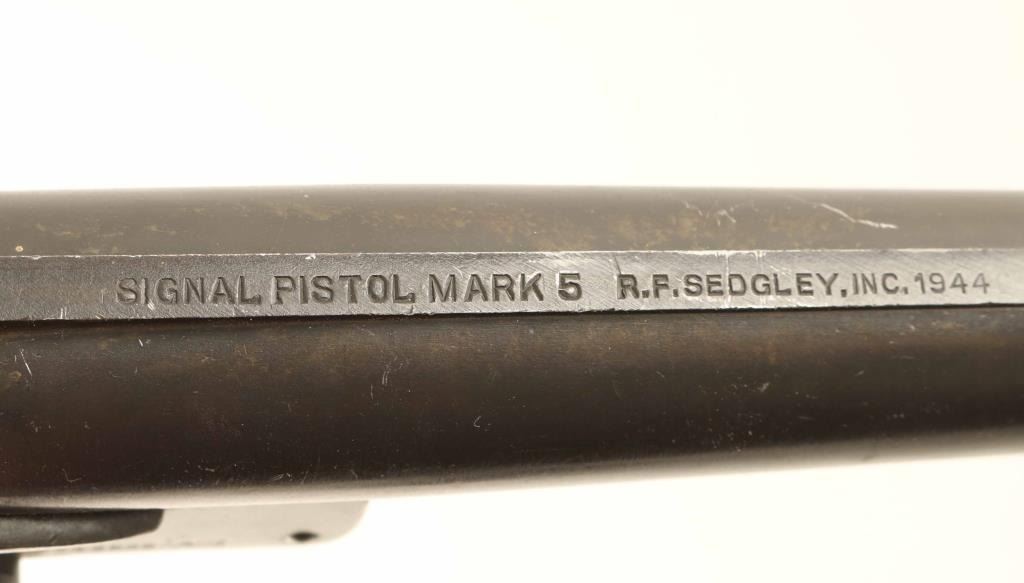 SIGNAL PISTOL, MARK 5 R.F. SEDGLEY, INC. 1944